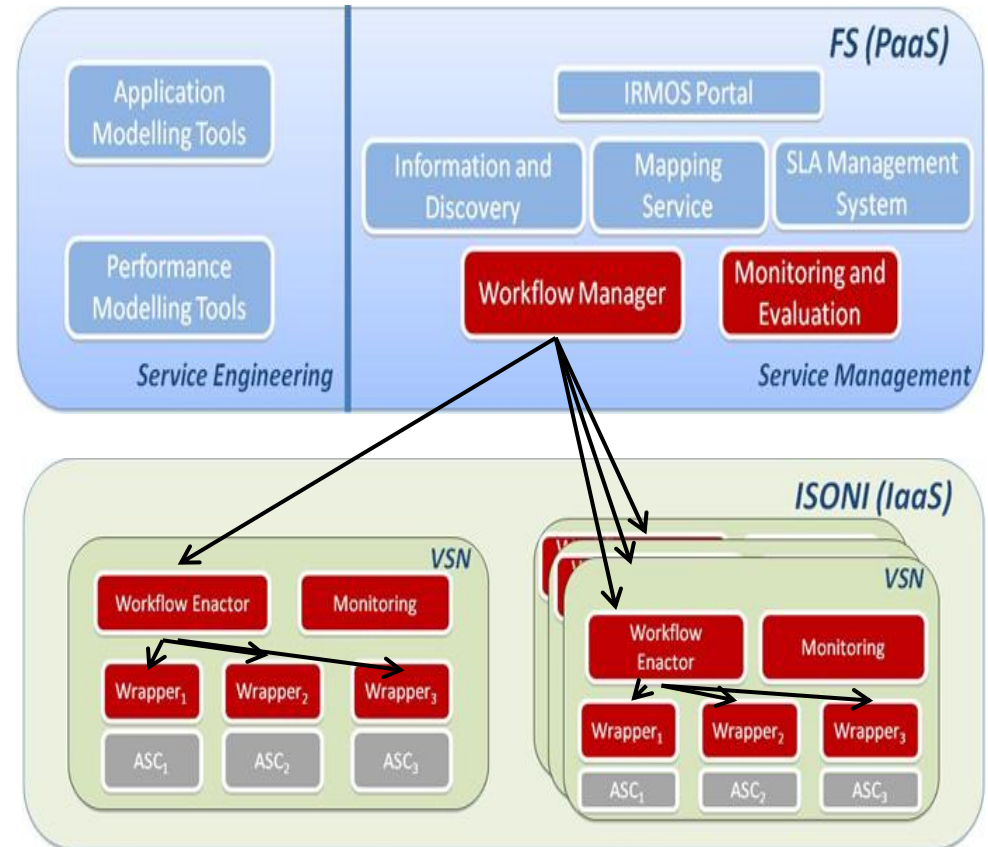 FS (PaaS)
Application
Modelling Tools
Performance
Modelling Tools
Service Engineering
IRMOS Portal
Information and
Discovery
Mapping
Service
SLA Management
System
Workflow Manager
Monitoring and
Evaluation
Service Management
ISONI (IaaS)
VSN
Workflow Enactor
Monitoring
Wrapper₁
Wrapper₂
Wrapper₃
ASC₁
ASC₂
ASC₃
VSN
Workflow
Enactor
Monitoring
Wrapper₁
Wrapper₂
Wrapper₃
ASC₁
ASC₂
ASC₃